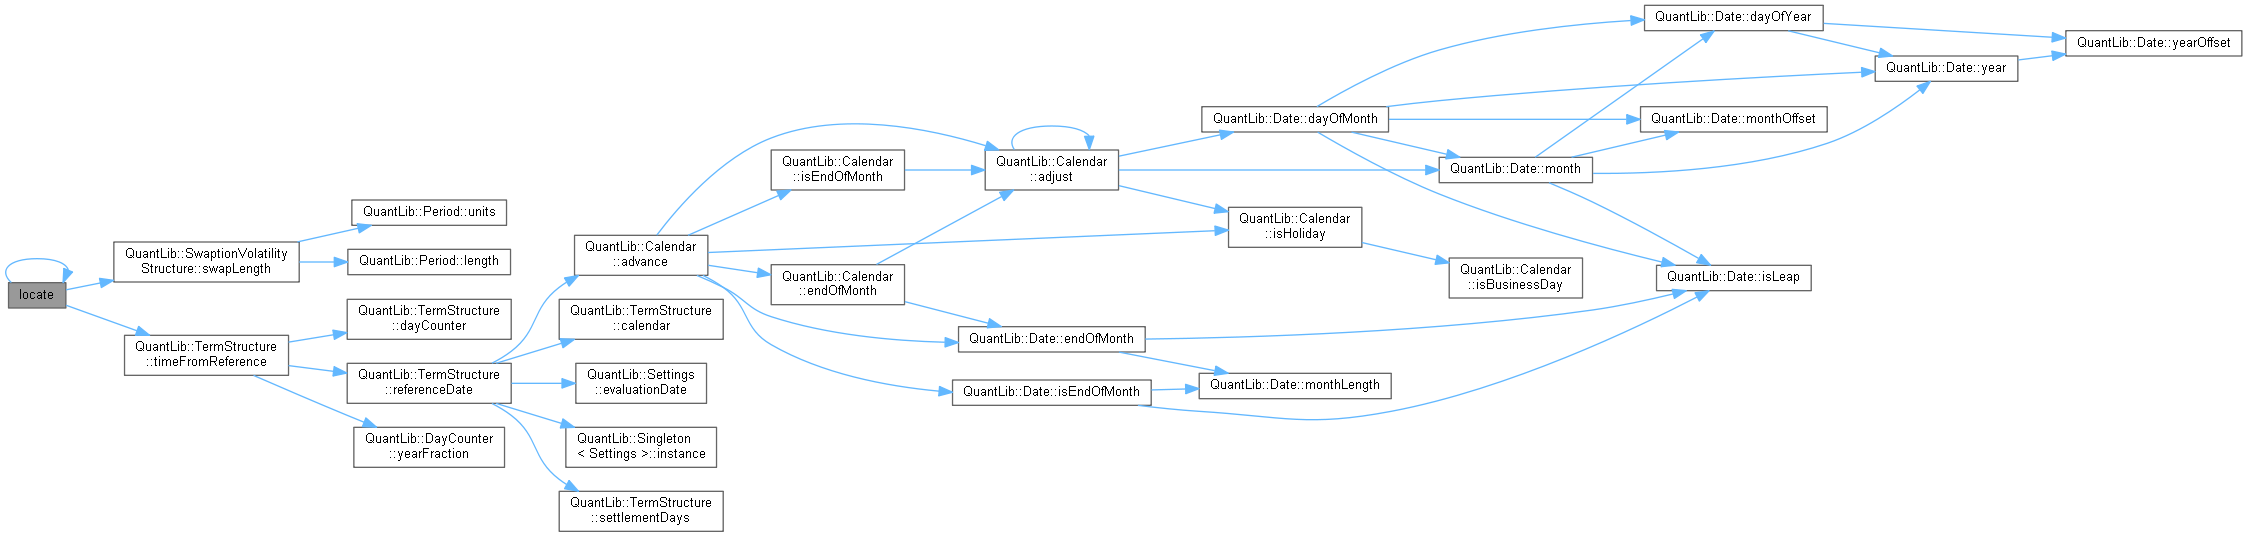 locate
QuantLib::SwaptionVolatility
Structure::swapLength
QuantLib::Period::units
QuantLib::Period::length
QuantLib::TermStructure
::timeFromReference
QuantLib::TermStructure
::dayCounter
QuantLib::TermStructure
::referenceDate
QuantLib::DayCounter
::yearFraction
QuantLib::Calendar
::advance
QuantLib::TermStructure
::calendar
QuantLib::Settings
::evaluationDate
QuantLib::Singleton
< Settings >::instance
QuantLib::TermStructure
::settlementDays
QuantLib::Calendar
::isEndOfMonth
QuantLib::Calendar
::endOfMonth
QuantLib::Calendar
::adjust
QuantLib::Date::endOfMonth
QuantLib::Date::isEndOfMonth
QuantLib::Date::dayOfMonth
QuantLib::Calendar
::isHoliday
QuantLib::Date::monthLength
QuantLib::Date::month
QuantLib::Calendar
::isBusinessDay
QuantLib::Date::dayOfYear
QuantLib::Date::monthOffset
QuantLib::Date::isLeap
QuantLib::Date::year
QuantLib::Date::yearOffset